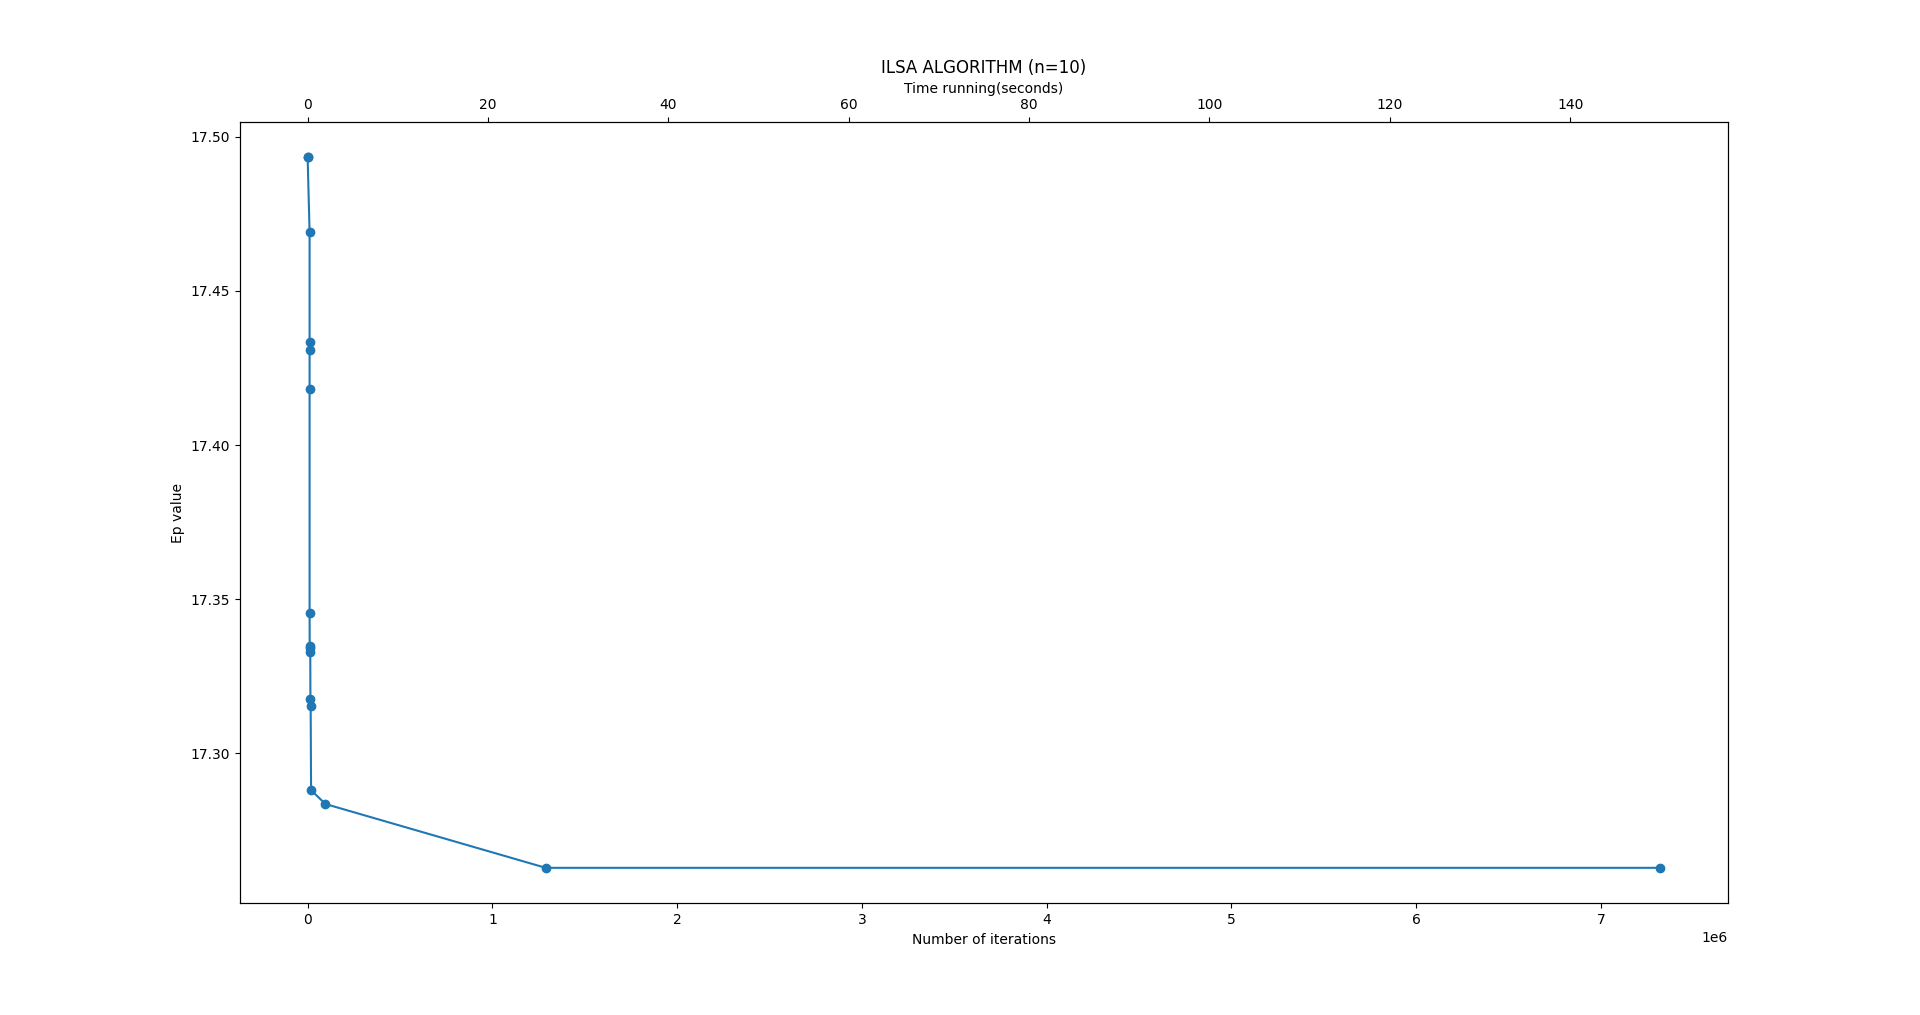 ILSA ALGORITHM (n=10)
Time running(seconds)
0 20 40 60 80 100 120 140
17.50
17.45
17.40
17.35
17.30
Ep value
0 1 2 3 4 5 6 7
Number of iterations
1e6